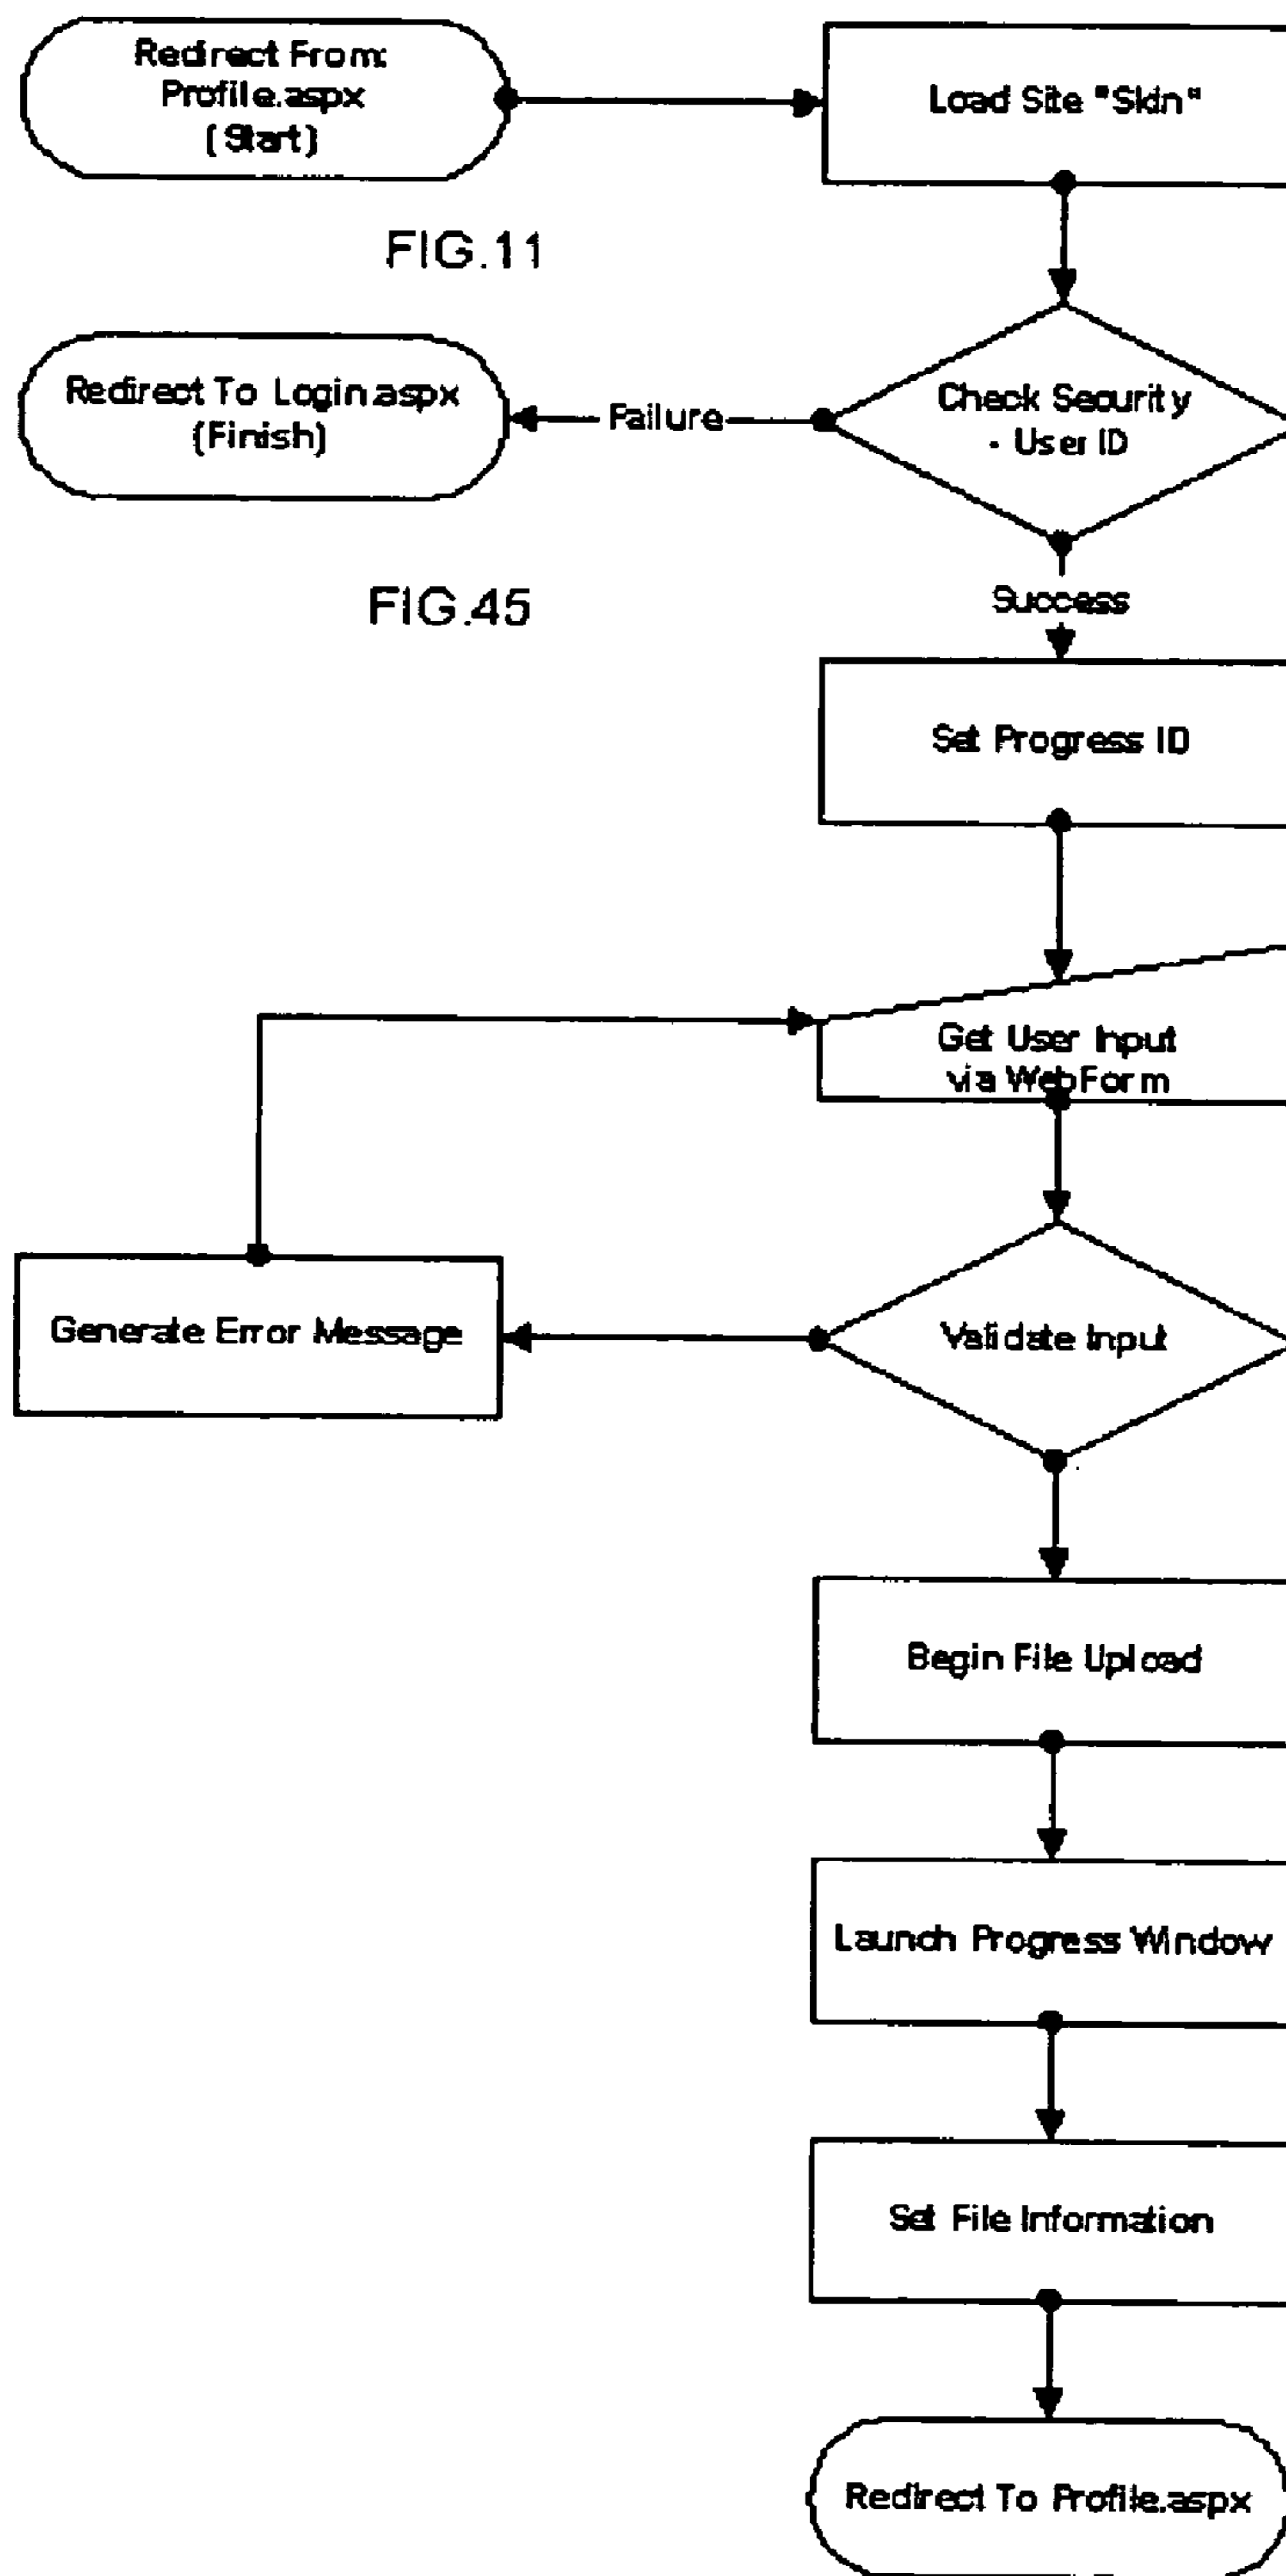 Redirect From:
Profile.aspx
(Start)
Load Site "Skin"
FIG.11
Redirect To Login.aspx
(Finish)
Failure
Check Security
- User ID
FIG.45
Success
Set Progress ID
Get User Input
via WebForm
Generate Error Message
Validate Input
Begin File Upload
Launch Progress Window
Set File Information
Redirect To Profile.aspx